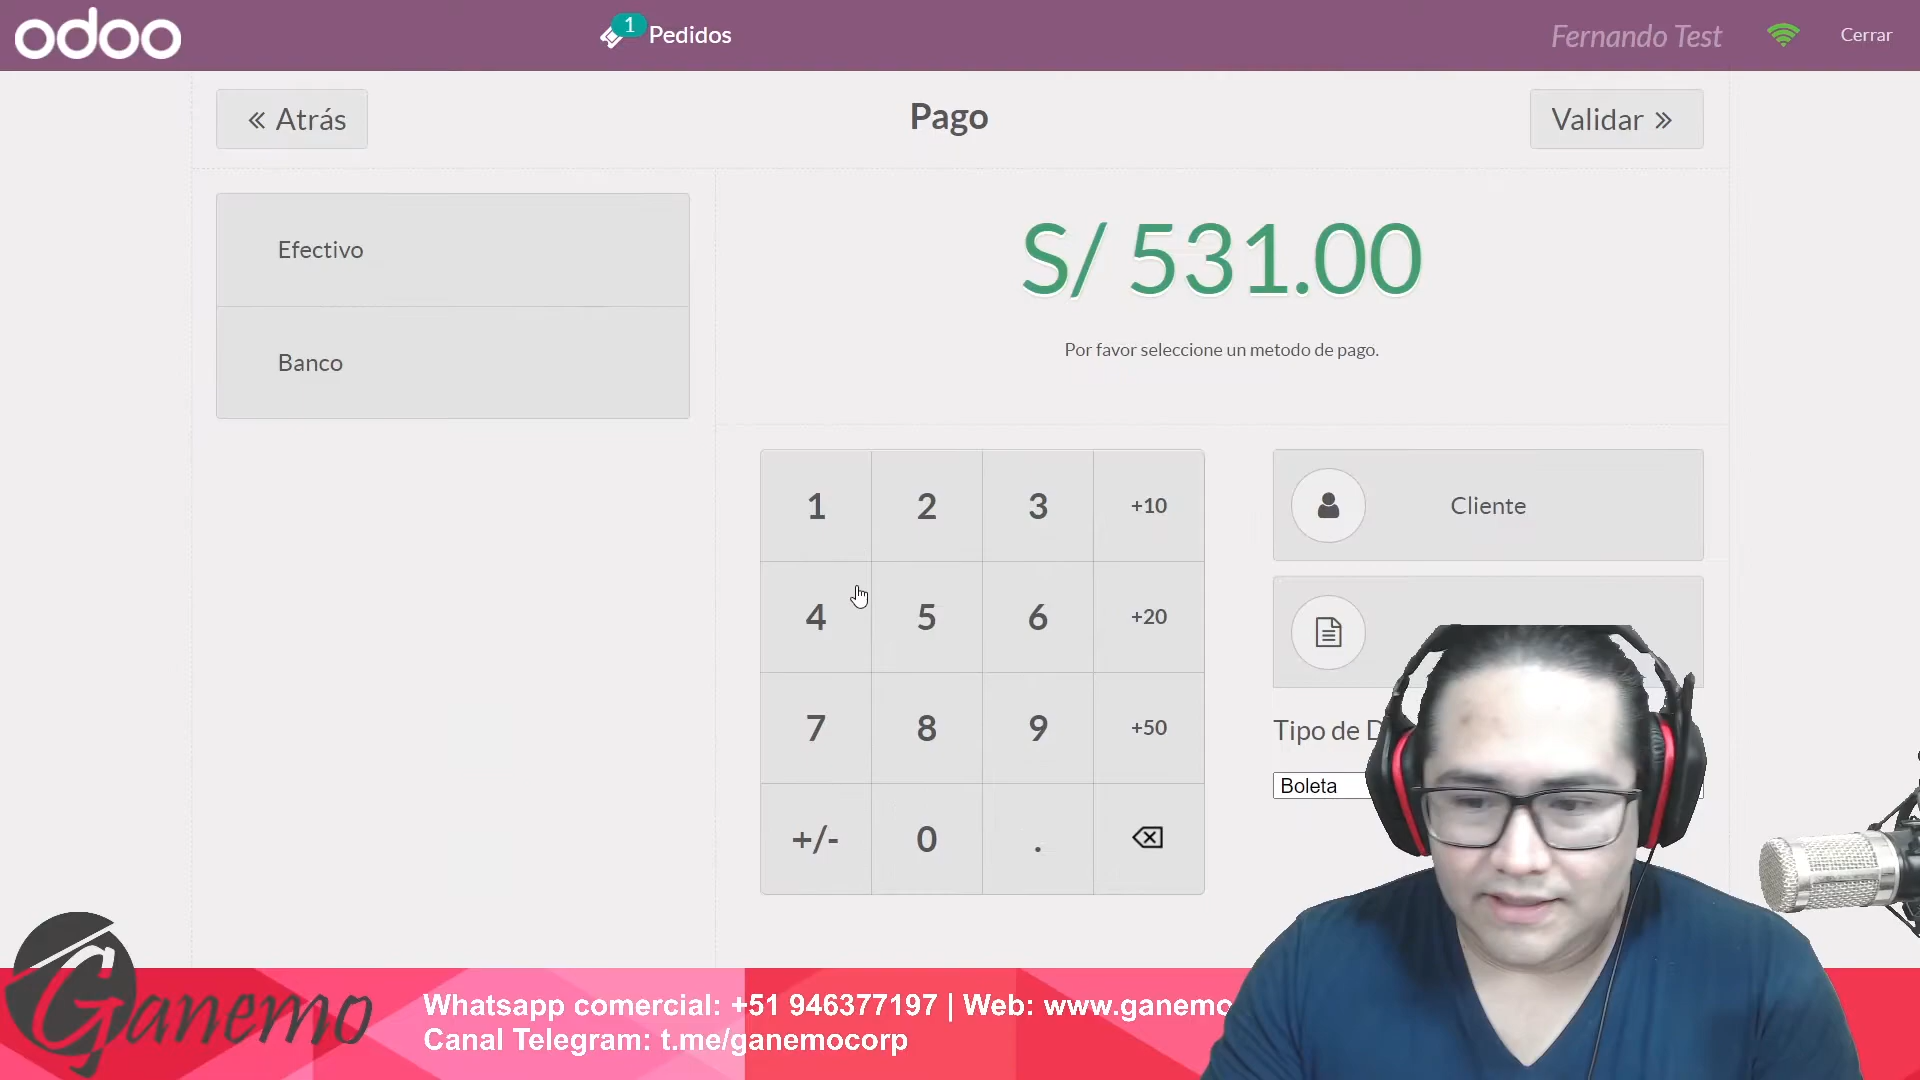 odoo
1
Pedidos
Fernando Test
Cerrar
« Atrás
Pago
Validar »
Efectivo
Banco
S/ 531.00
Por favor seleccione un metodo de pago.
1 2 3 +10
4 5 6 +20
7 8 9 +50
+/- 0 .
Cliente
Tipo de
Boleta
Ganemo
Whatsapp comercial: +51 946377197 | Web: www.ganemo
Canal Telegram: t.me/ganemocorp